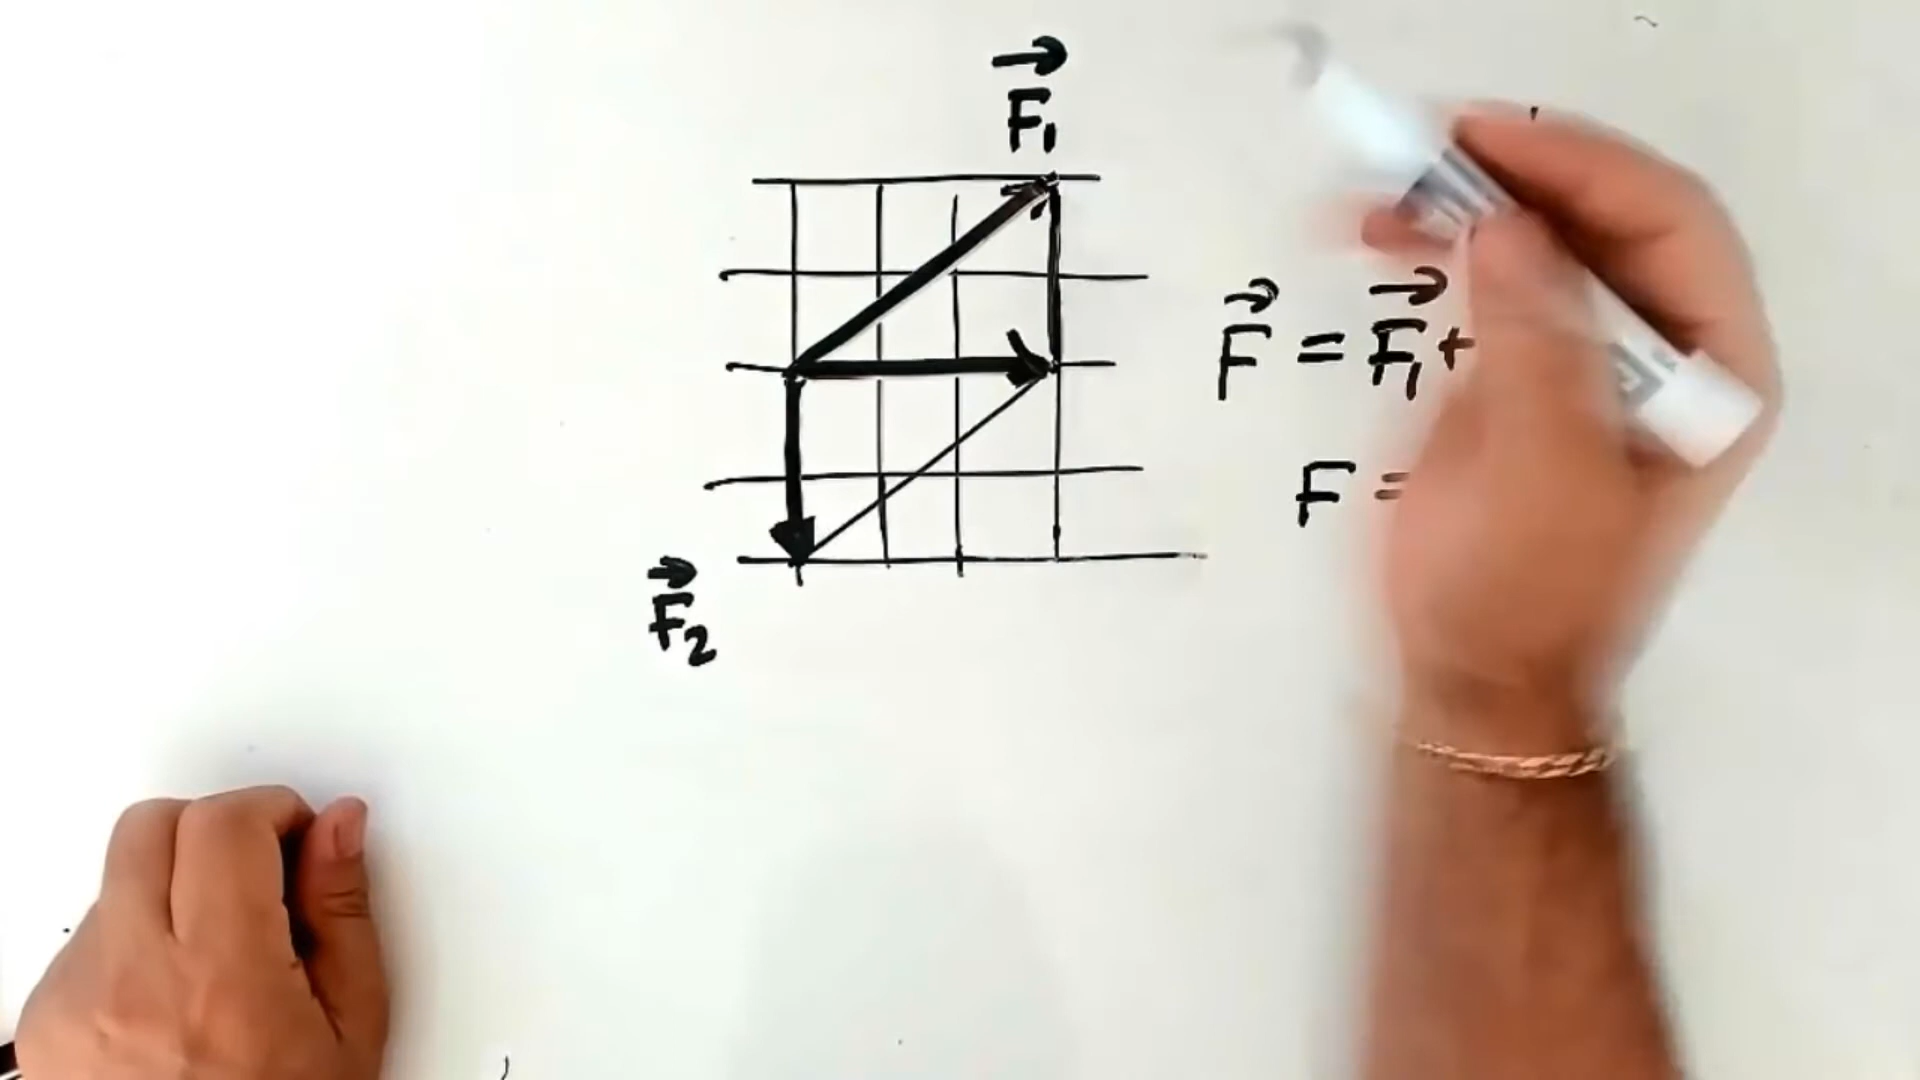 F⃗₁
F⃗ = F⃗₁ +
F =
F⃗₂